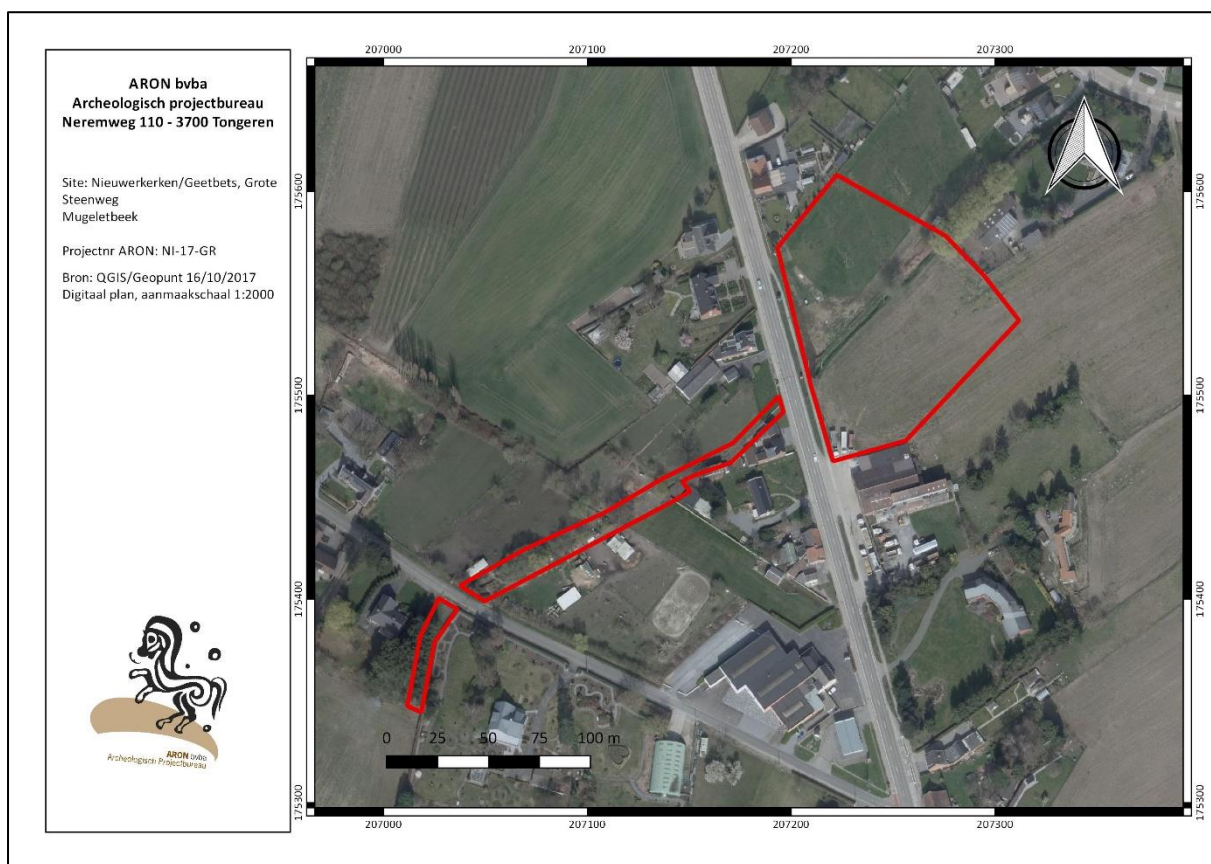 ARON bvba
Archeologisch projectbureau
Neremweg 110 - 3700 Tongeren
Site: Nieuwerkerken/Geetbets, Grote
Steenweg
Mugeletbeek
Projectnr ARON: NI-17-GR
Bron: QGIS/Geopunt 16/10/2017
Digitaal plan, aanmaakschaal 1:2000
ARON bvba
Archeologisch Projectbureau
207000 207100 207200 207300
175600 175600
175500 175500
175400 175400
0 25 50 75 100 m
175300 175300
207000 207100 207200 207300